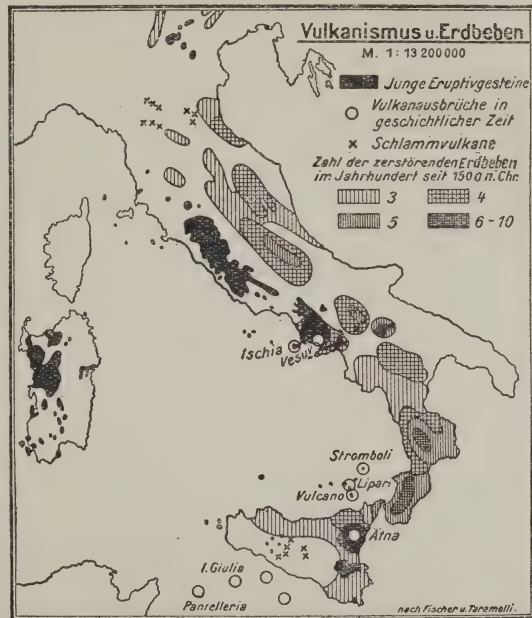 Vulkanismus u. Erdbeben
M. 1:13 200 000
Junge Eruptivgesteine
Vulkanausbrüche in
geschichtlicher Zeit
Schlammvulkane
Zahl der zerstörenden Erdbeben
im Jahrhundert seit 1500 n. Chr.
3 4
5 6-10
Ischia
Vesuv
Stromboli
Lipari
Vulcano
Ätna
I. Giulia
Pantelleria
nach Fischer u. Taramelli.